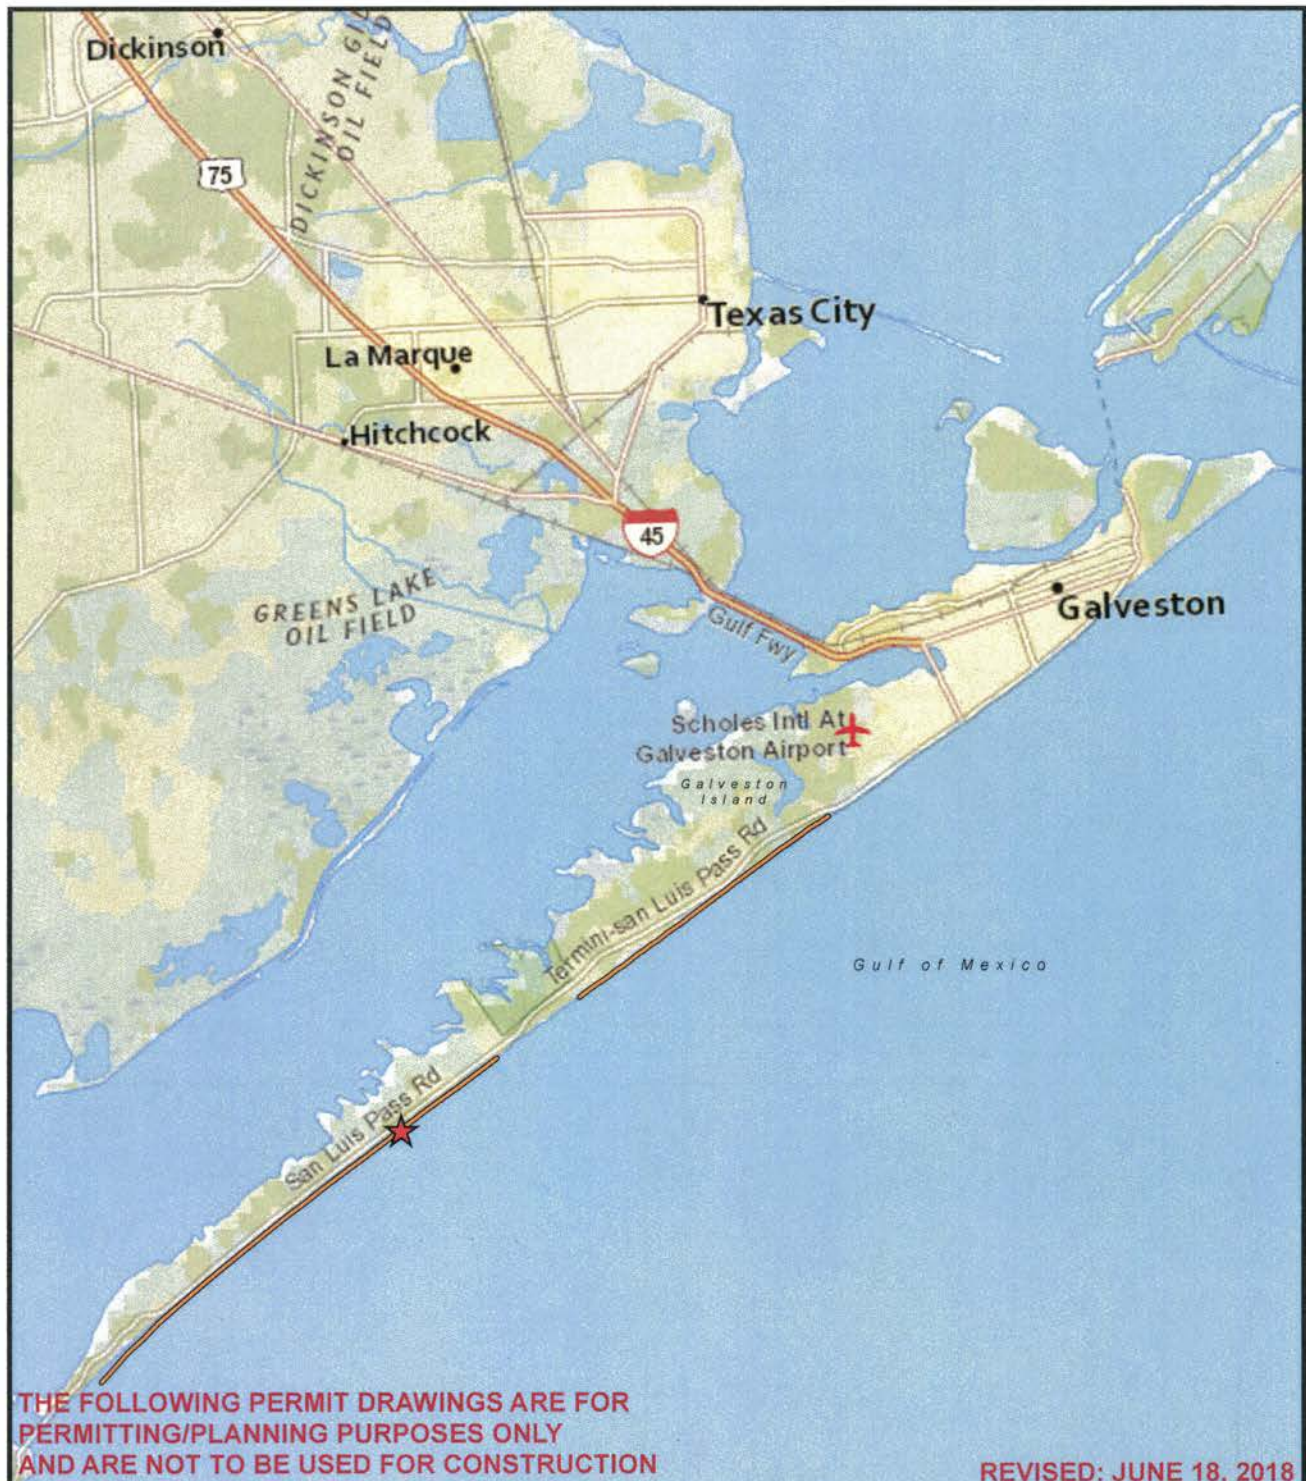 Dickinson
DICKINSON GIL
OIL FIELD
75
Texas City
La Marque
Hitchcock
45
GREENS LAKE
OIL FIELD
Gulf Fwy
Galveston
Scholes Intl At
Galveston Airport
Galveston
Island
Termini-san Luis Pass Rd
Gulf of Mexico
San Luis Pass Rd
THE FOLLOWING PERMIT DRAWINGS ARE FOR
PERMITTING/PLANNING PURPOSES ONLY
AND ARE NOT TO BE USED FOR CONSTRUCTION
REVISED: JUNE 18, 2018